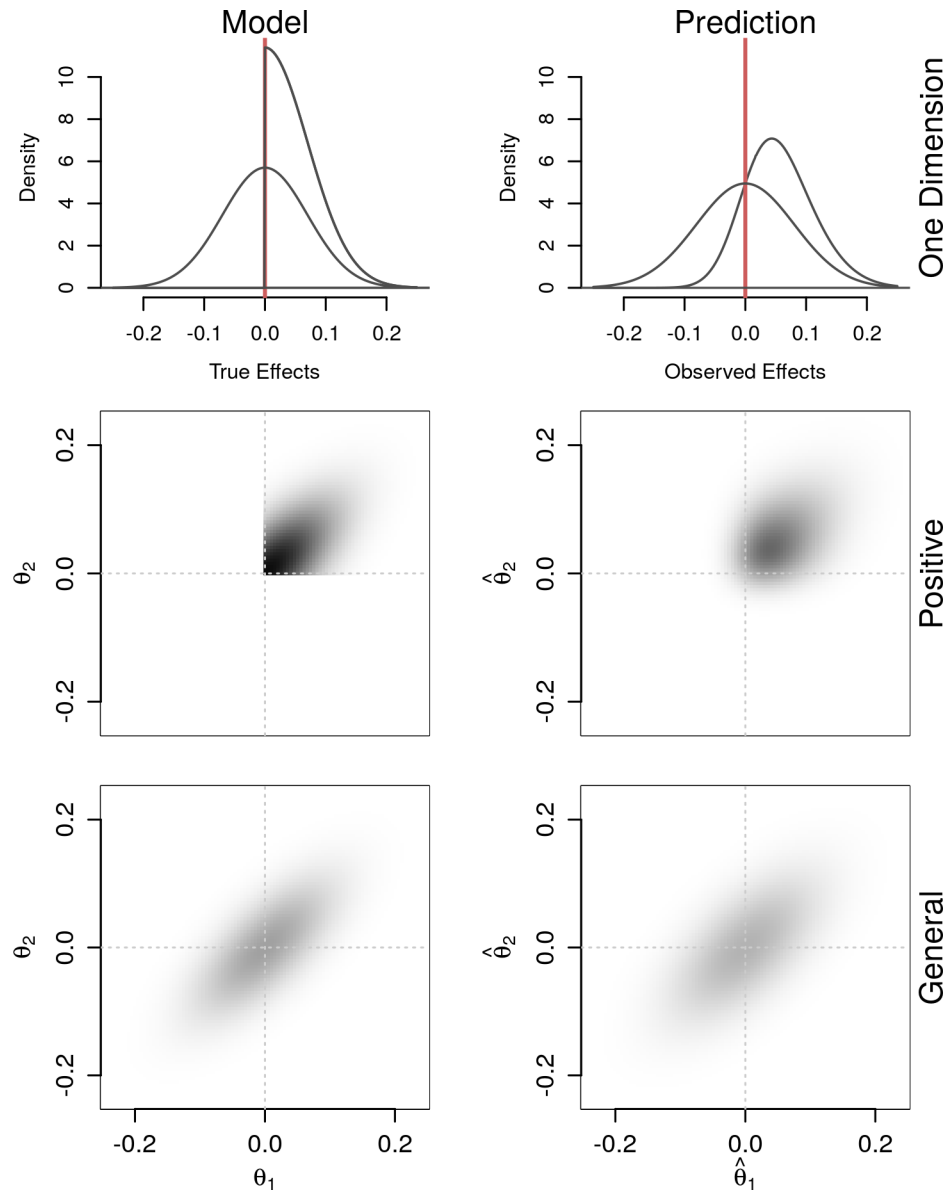 Model
Prediction
10
8
6
4
2
0
Density
-0.2 -0.1 0.0 0.1 0.2
True Effects
10
8
6
4
2
0
Density
-0.2 -0.1 0.0 0.1 0.2
Observed Effects
One Dimension
0.2
0.0
-0.2
θ₂
0.2
0.0
-0.2
θ̂₂
Positive
0.2
0.0
-0.2
θ₂
-0.2 0.0 0.2
θ₁
0.2
0.0
-0.2
θ̂₂
-0.2 0.0 0.2
θ̂₁
General